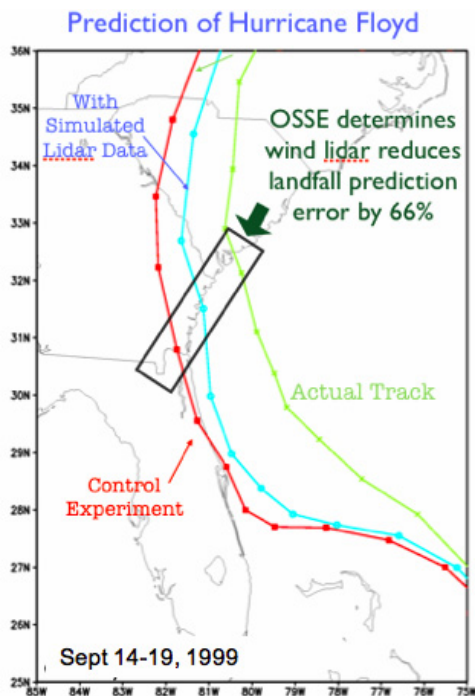 Prediction of Hurricane Floyd
36N
35N
34N
33N
32N
31N
30N
29N
28N
27N
26N
25N
With
Simulated
Lidar Data
OSSE determines
wind lidar reduces
landfall prediction
error by 66%
Actual Track
Control
Experiment
Sept 14-19, 1999
85W
84W
83W
82W
81W
80W
79W
78W
77W
76W